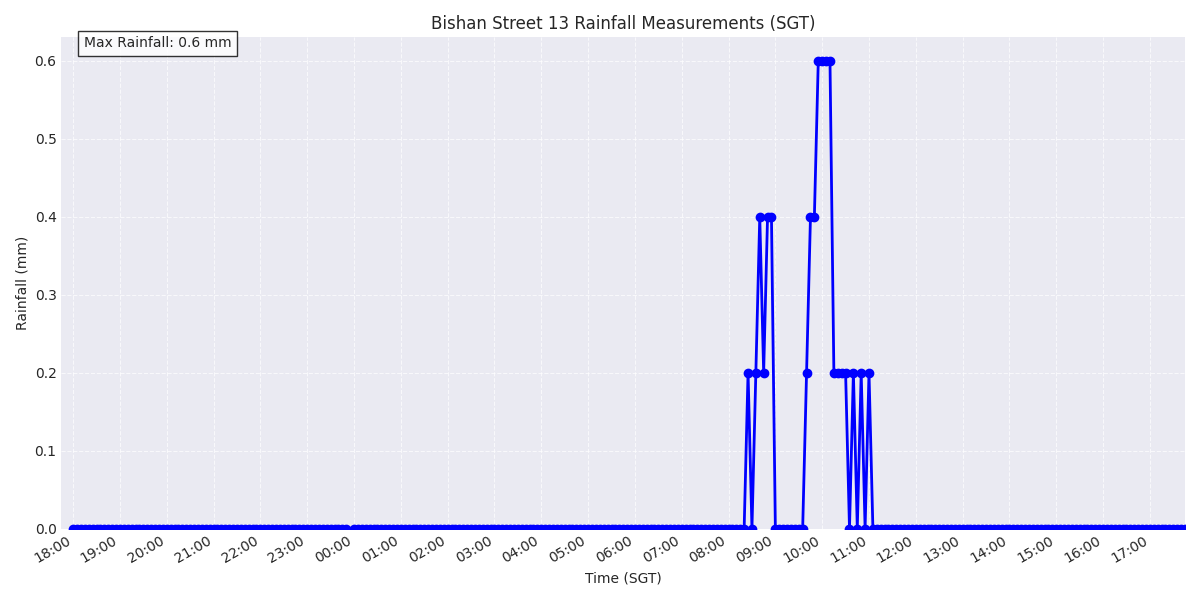 Bishan Street 13 Rainfall Measurements (SGT)
Max Rainfall: 0.6 mm
0.6
0.5
0.4
0.3
0.2
0.1
0.0
Rainfall (mm)
18:00 19:00 20:00 21:00 22:00 23:00 00:00 01:00 02:00 03:00 04:00 05:00 06:00 07:00 08:00 09:00 10:00 11:00 12:00 13:00 14:00 15:00 16:00 17:00
Time (SGT)